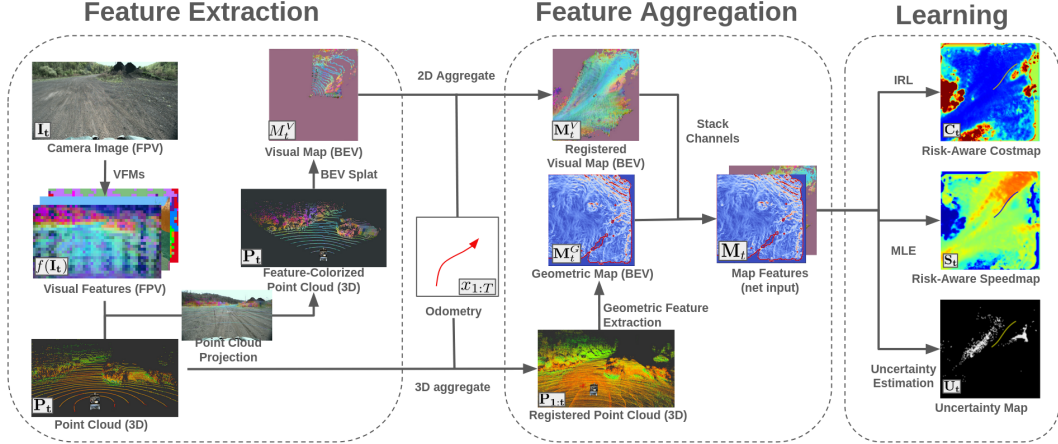 Feature Extraction
I_t
Camera Image (FPV)
VFMs
f(I_t)
Visual Features (FPV)
Point Cloud
Projection
P_t
Point Cloud (3D)
M_t^V
Visual Map (BEV)
BEV Splat
P_t
Feature-Colorized
Point Cloud (3D)
2D Aggregate
x_{1:T}
Odometry
3D aggregate
Feature Aggregation
M_t^V
Registered
Visual Map (BEV)
M_t^G
Geometric Map (BEV)
Geometric Feature
Extraction
P_{1:t}
Registered Point Cloud (3D)
Stack
Channels
M_t
Map Features
(net input)
Learning
IRL
C_t
Risk-Aware Costmap
MLE
S_t
Risk-Aware Speedmap
Uncertainty
Estimation
U_t
Uncertainty Map